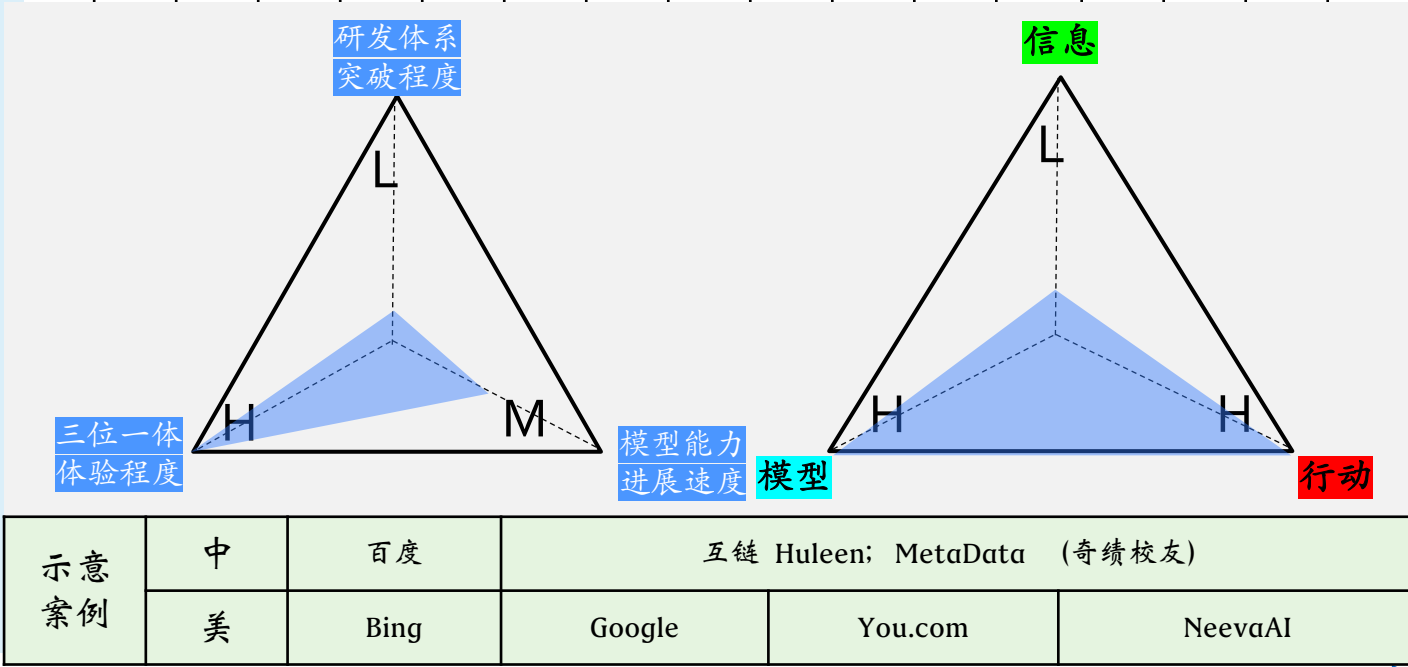 研发体系
突破程度
L
H
M
三位一体
体验程度
模型能力
进展速度
信息
L
H
H
模型
行动
示意
案例
中
百度
互链 Huleen; MetaData (奇绩校友)
美
Bing
Google
You.com
NeevaAI